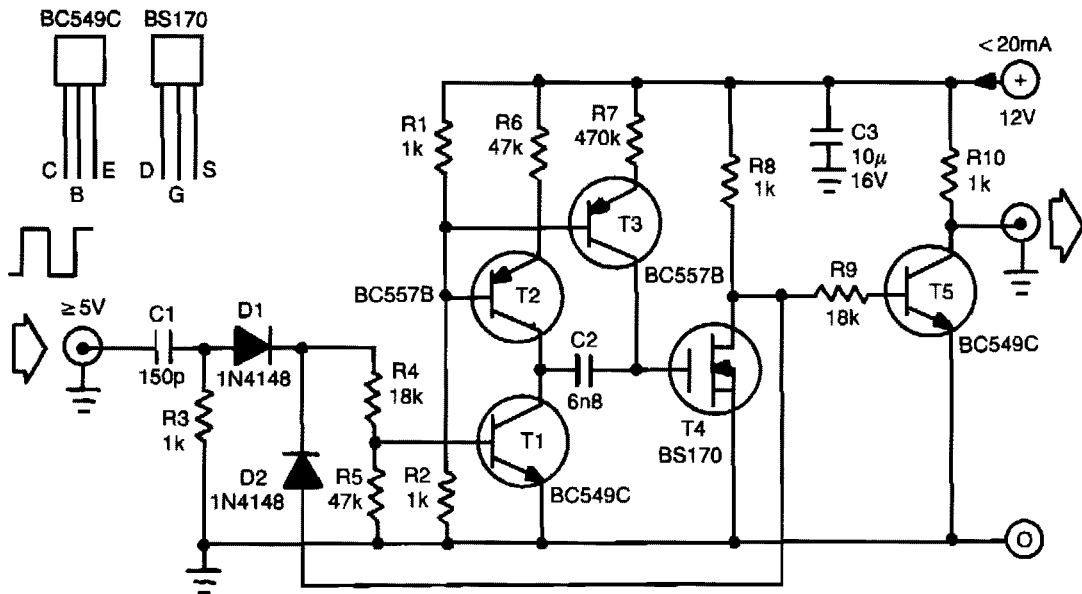 BC549C
BS170
C
B
E
D
G
S
<20mA
+
12V
R1
1k
R6
47k
R7
470k
R8
1k
C3
10µ
16V
R10
1k
T3
BC557B
BC557B
T2
≥5V
C1
150p
D1
1N4148
R3
1k
R4
18k
C2
6n8
R9
18k
T5
BC549C
T4
BS170
T1
BC549C
D2
1N4148
R5
47k
R2
1k
O